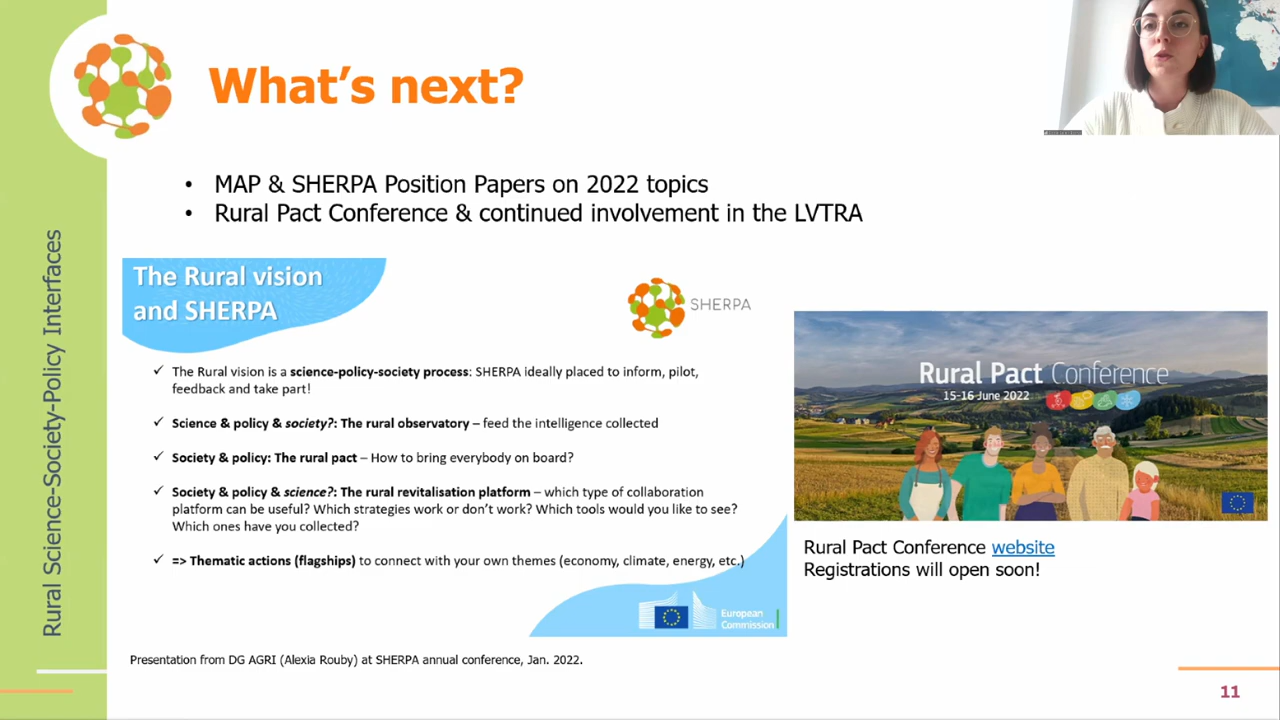 What's next?
• MAP & SHERPA Position Papers on 2022 topics
• Rural Pact Conference & continued involvement in the LVTRA
Rural Science-Society-Policy Interfaces
The Rural vision
and SHERPA
SHERPA
✓ The Rural vision is a science-policy-society process: SHERPA ideally placed to inform, pilot,
feedback and take part!
✓ Science & policy & society?: The rural observatory – feed the intelligence collected
✓ Society & policy: The rural pact – How to bring everybody on board?
✓ Society & policy & science?: The rural revitalisation platform – which type of collaboration
platform can be useful? Which strategies work or don't work? Which tools would you like to see?
Which ones have you collected?
✓ => Thematic actions (flagships) to connect with your own themes (economy, climate, energy, etc.)
European
Commission
Presentation from DG AGRI (Alexia Rouby) at SHERPA annual conference, Jan. 2022.
Rural Pact Conference
15-16 June 2022
Rural Pact Conference website
Registrations will open soon!
11